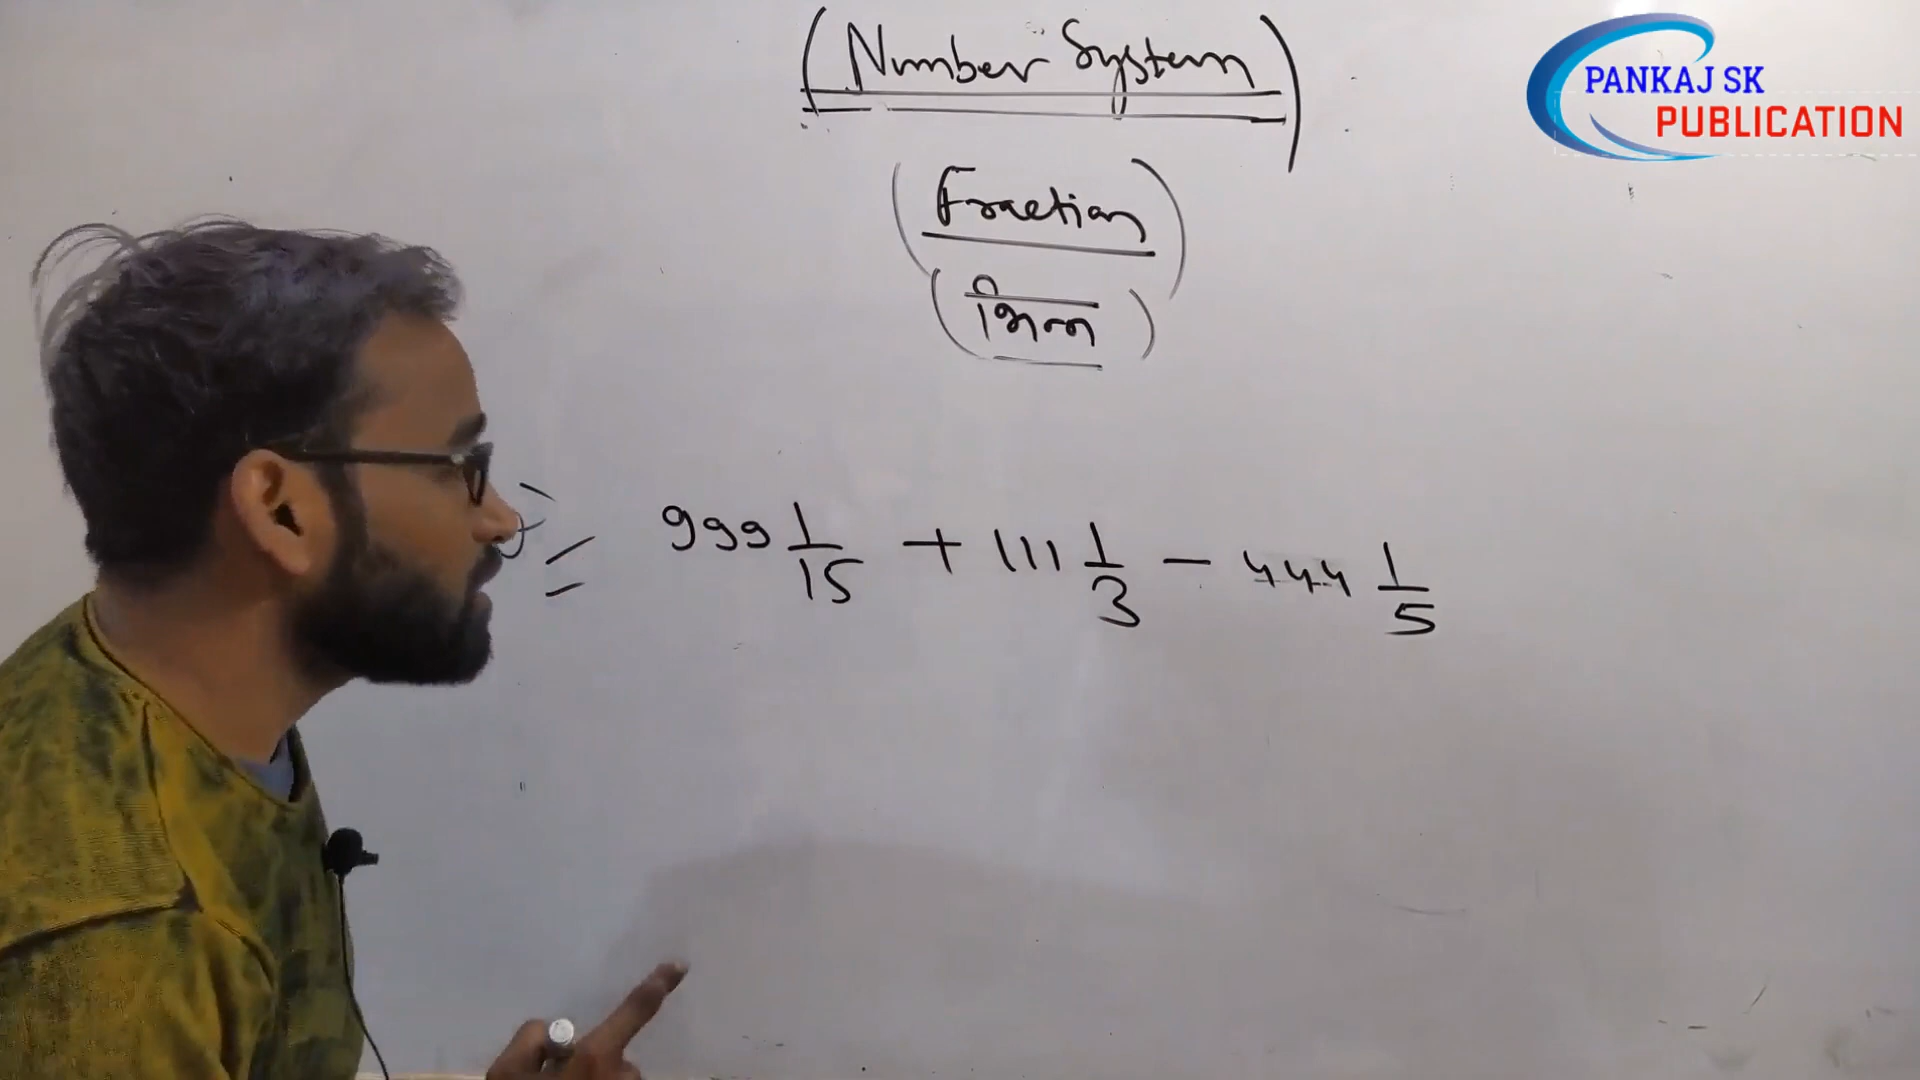 (Number System)
PANKAJ SK
PUBLICATION
(Fraction)
(भिन्न)
= 999 1/15 + 111 1/3 - 444 1/5